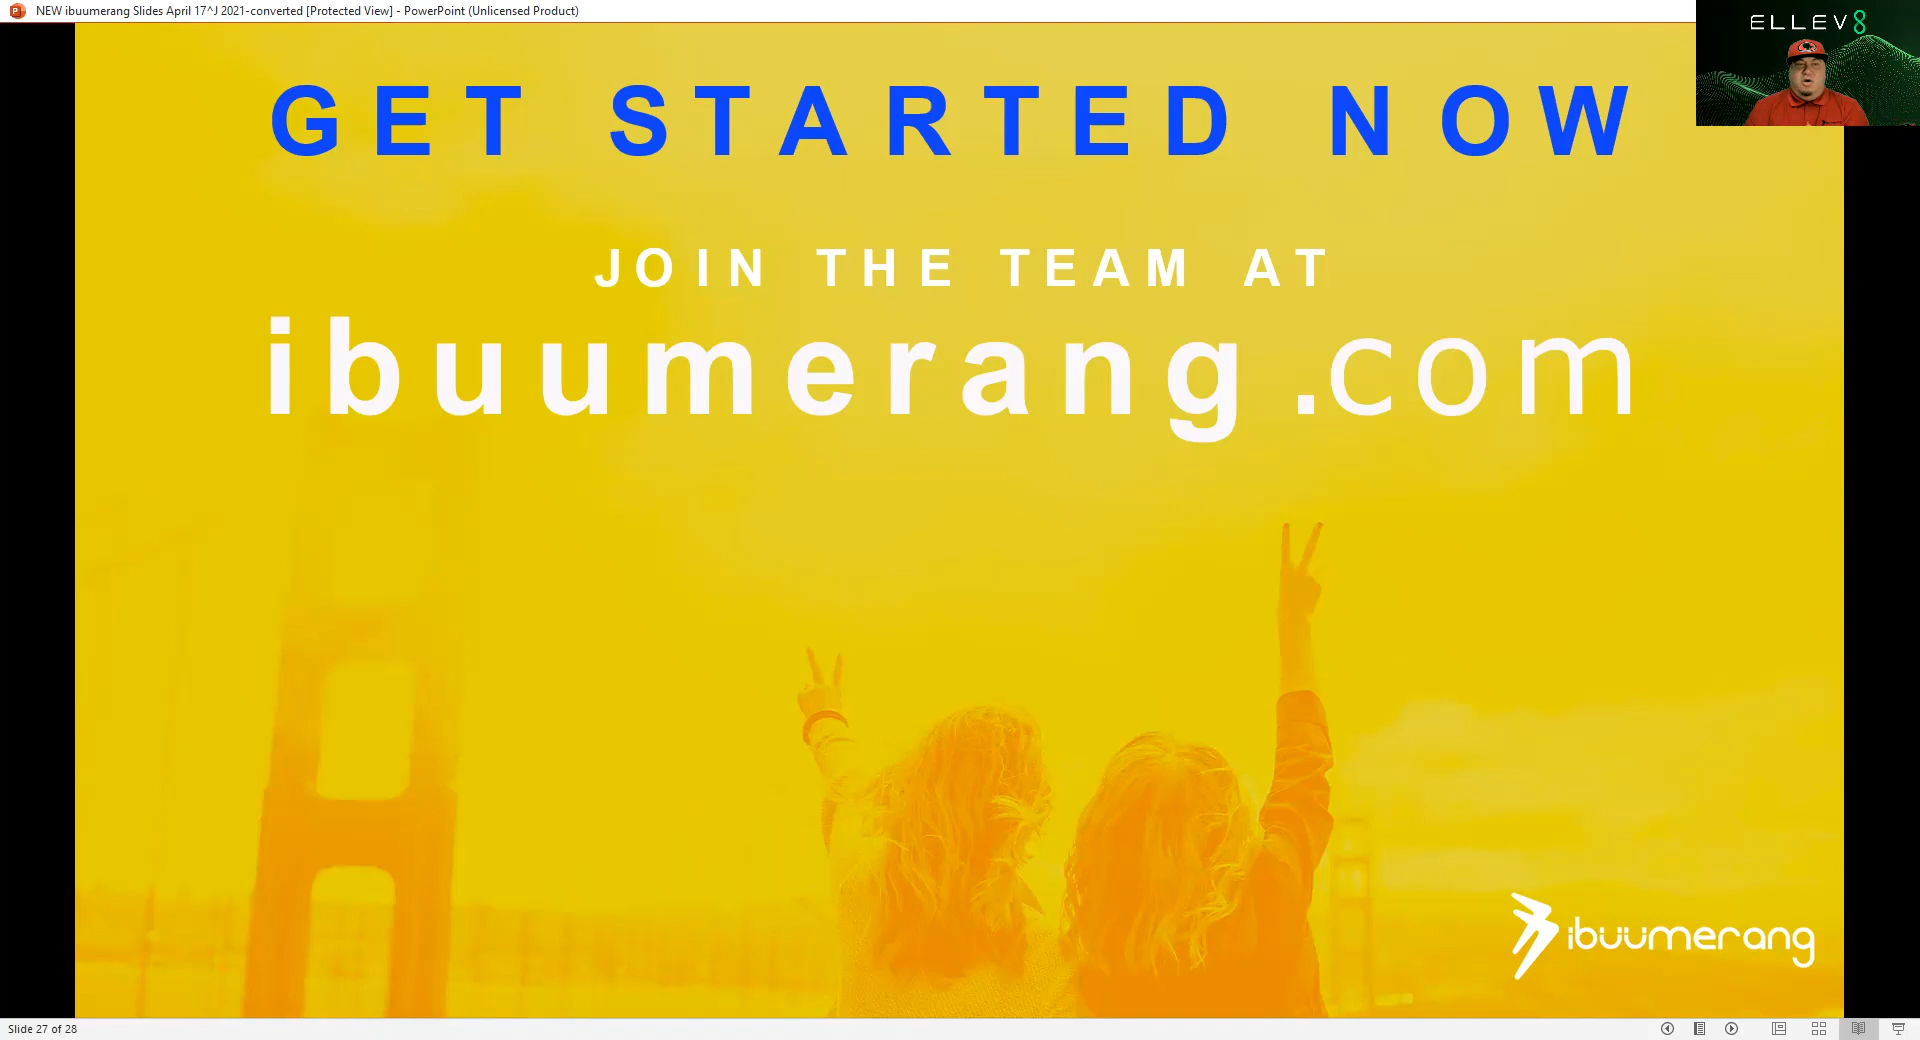 NEW ibuumerang Slides April 17^J 2021-converted [Protected View] - PowerPoint (Unlicensed Product)
ELLEV8
GET STARTED NOW
JOIN THE TEAM AT
ibuumerang.com
ibuumerang
Slide 27 of 28